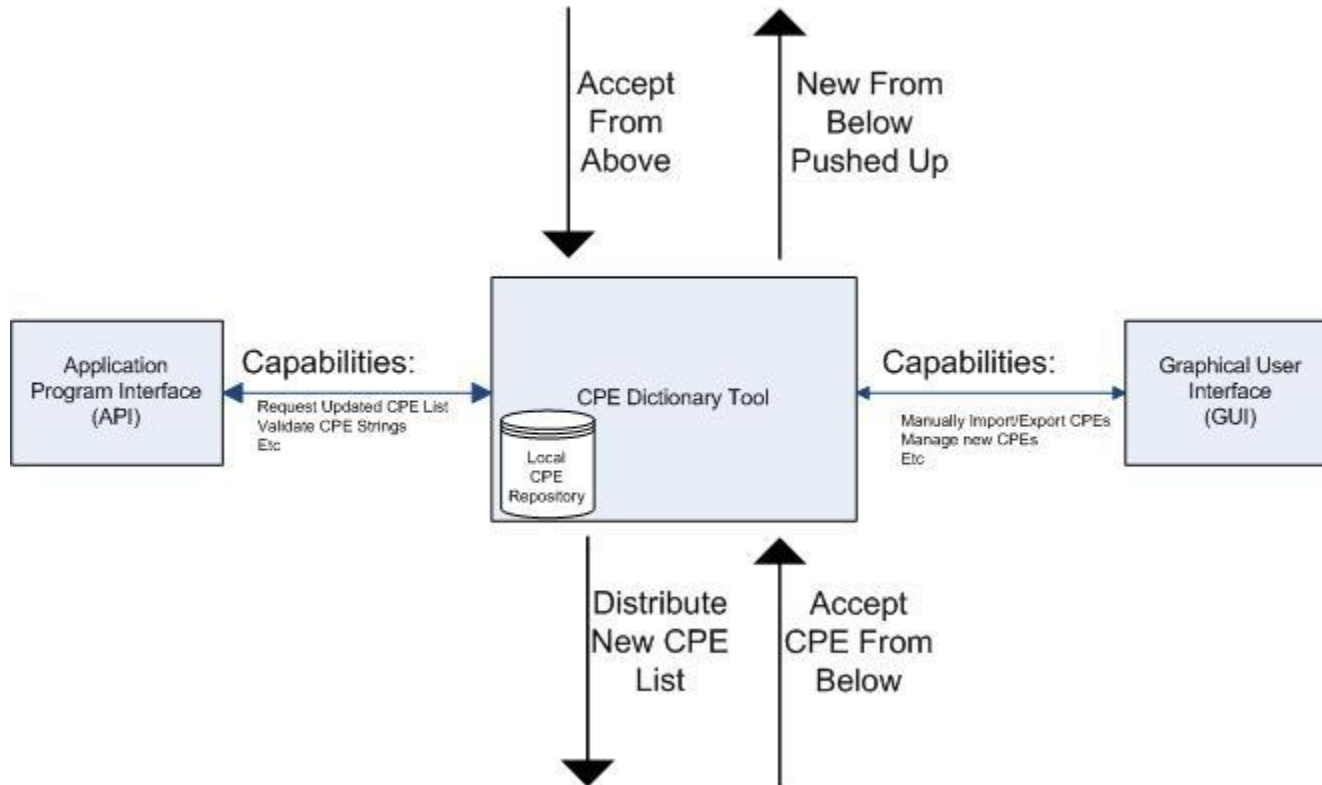 Accept
From
Above
New From
Below
Pushed Up
Application
Program Interface
(API)
Capabilities:
Request Updated CPE List
Validate CPE Strings
Etc
CPE Dictionary Tool
Local
CPE
Repository
Capabilities:
Manually Import/Export CPEs
Manage new CPEs
Etc
Graphical User
Interface
(GUI)
Distribute
New CPE
List
Accept
CPE From
Below